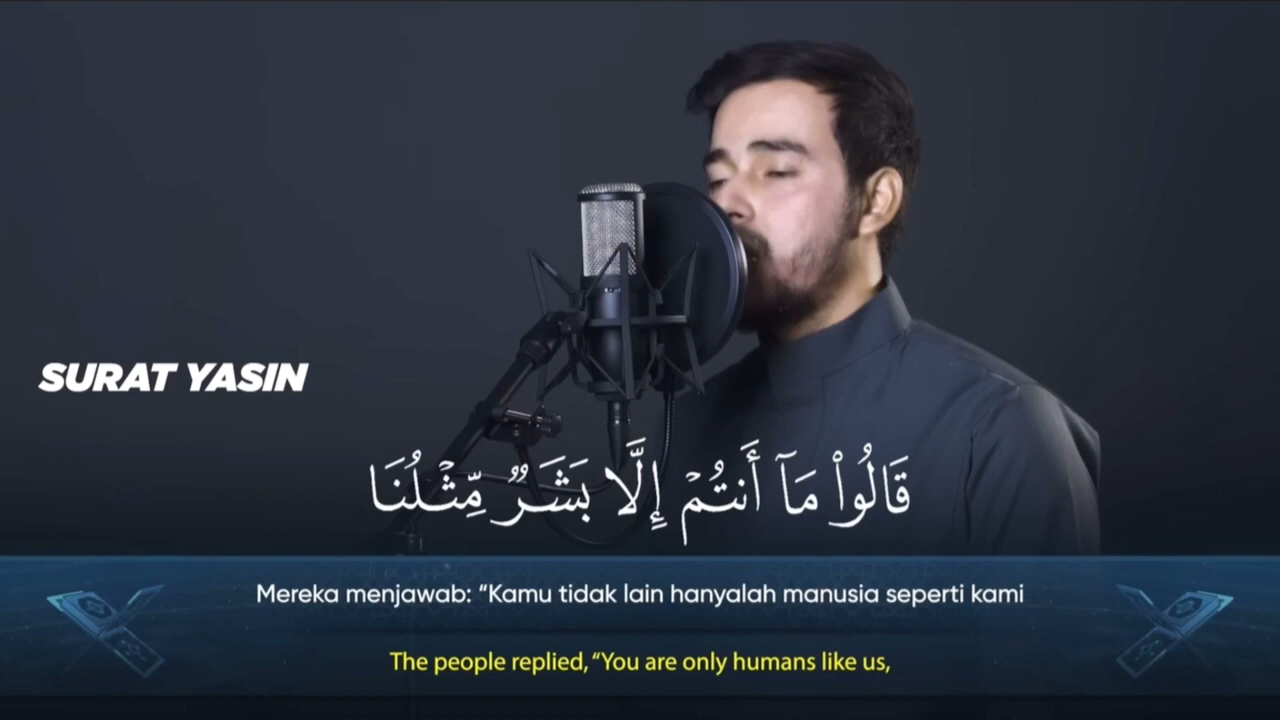 SURAT YASIN
قَالُوا۟ مَآ أَنتُمْ إِلَّا بَشَرٌۭ مِّثْلُنَا
Mereka menjawab: “Kamu tidak lain hanyalah manusia seperti kami
The people replied, “You are only humans like us,